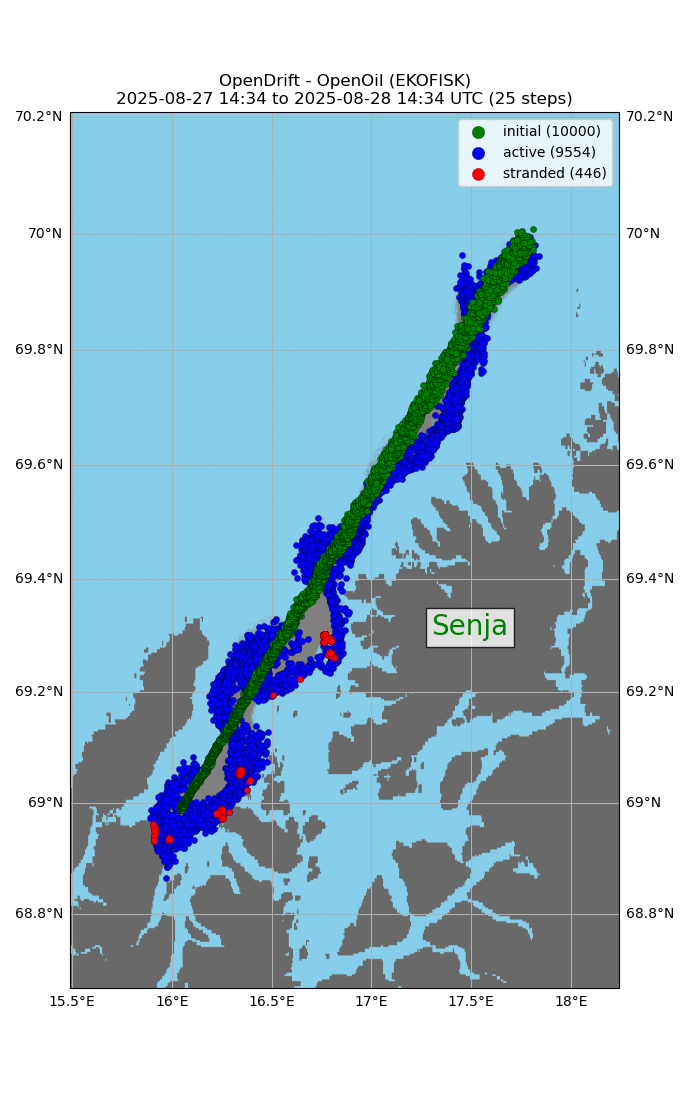 OpenDrift - OpenOil (EKOFISK)
2025-08-27 14:34 to 2025-08-28 14:34 UTC (25 steps)
70.2°N 70.2°N
initial (10000)
active (9554)
stranded (446)
70°N 70°N
69.8°N 69.8°N
69.6°N 69.6°N
69.4°N 69.4°N
Senja
69.2°N 69.2°N
69°N 69°N
68.8°N 68.8°N
15.5°E 16°E 16.5°E 17°E 17.5°E 18°E